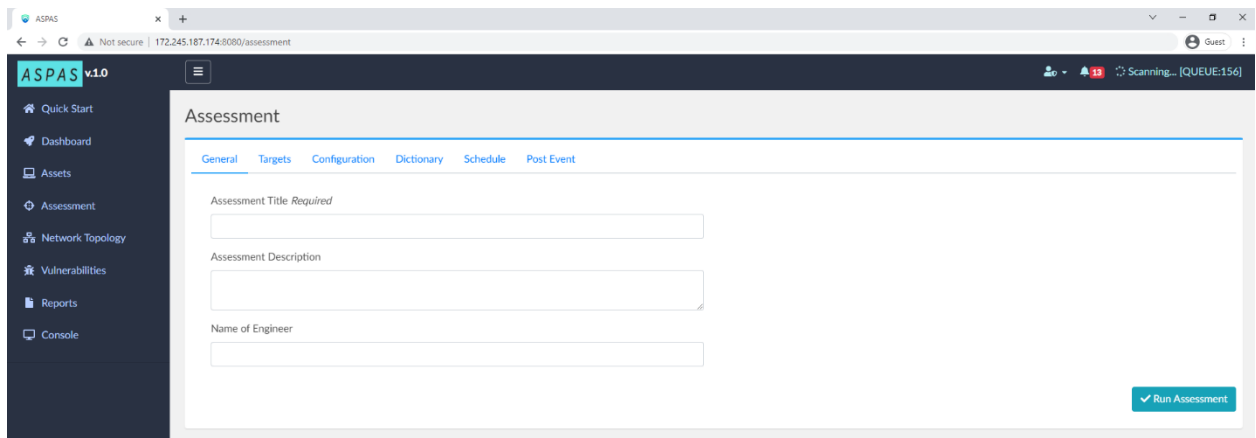 ASPAS
Not secure | 172.245.187.174:8080/assessment
Guest
ASPAS v.1.0
13 Scanning... [QUEUE:156]
Quick Start
Dashboard
Assets
Assessment
Network Topology
Vulnerabilities
Reports
Console
Assessment
General Targets Configuration Dictionary Schedule Post Event
Assessment Title Required
Assessment Description
Name of Engineer
Run Assessment